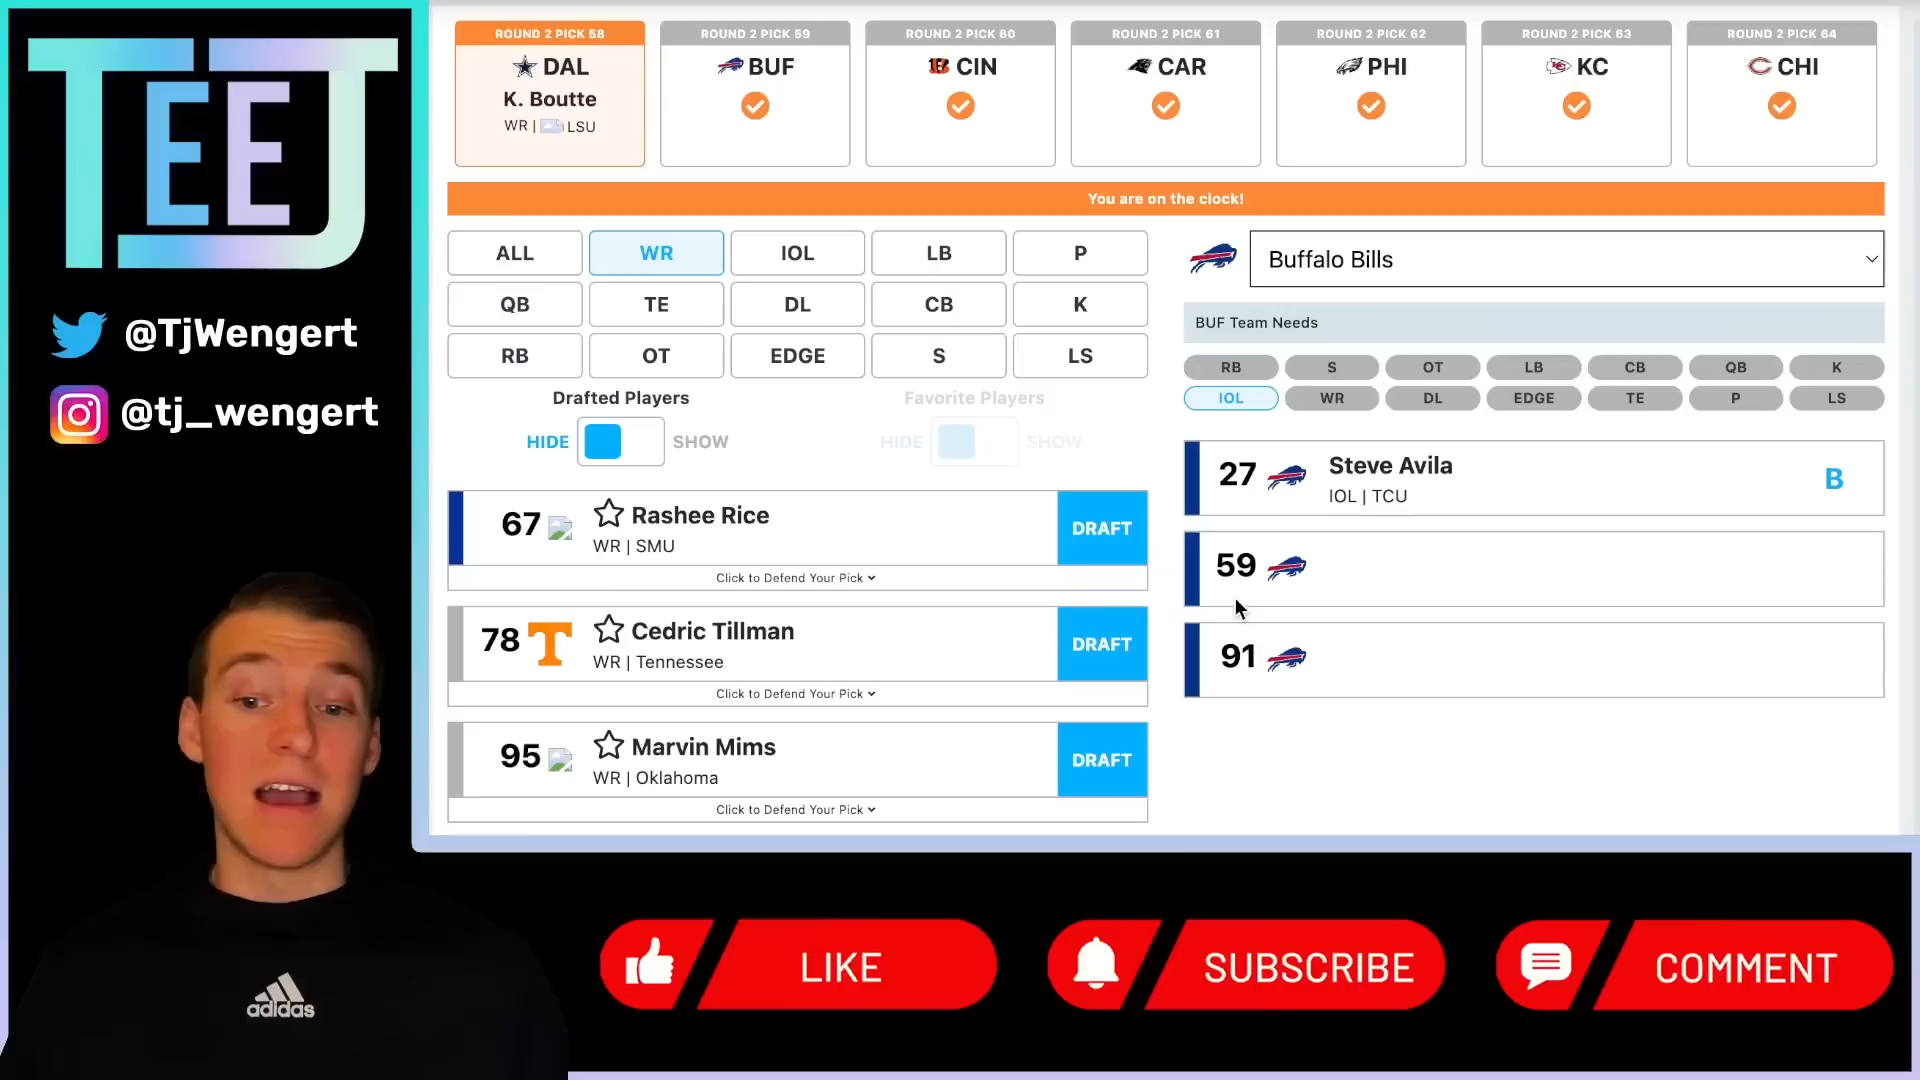 TEEJ
@TjWengert
@tj_wengert
adidas
ROUND 2 PICK 58
DAL
K. Boutte
WR | LSU
ROUND 2 PICK 59
BUF
ROUND 2 PICK 60
CIN
ROUND 2 PICK 61
CAR
ROUND 2 PICK 62
PHI
ROUND 2 PICK 63
KC
ROUND 2 PICK 64
CHI
You are on the clock!
ALL WR IOL LB P
QB TE DL CB K
RB OT EDGE S LS
Drafted Players
HIDE SHOW
Favorite Players
HIDE SHOW
67 Rashee Rice DRAFT
WR | SMU
Click to Defend Your Pick
78 T Cedric Tillman DRAFT
WR | Tennessee
Click to Defend Your Pick
95 Marvin Mims DRAFT
WR | Oklahoma
Click to Defend Your Pick
Buffalo Bills
BUF Team Needs
RB S OT LB CB QB K
IOL WR DL EDGE TE P LS
27 Steve Avila B
IOL | TCU
59
91
LIKE
SUBSCRIBE
COMMENT